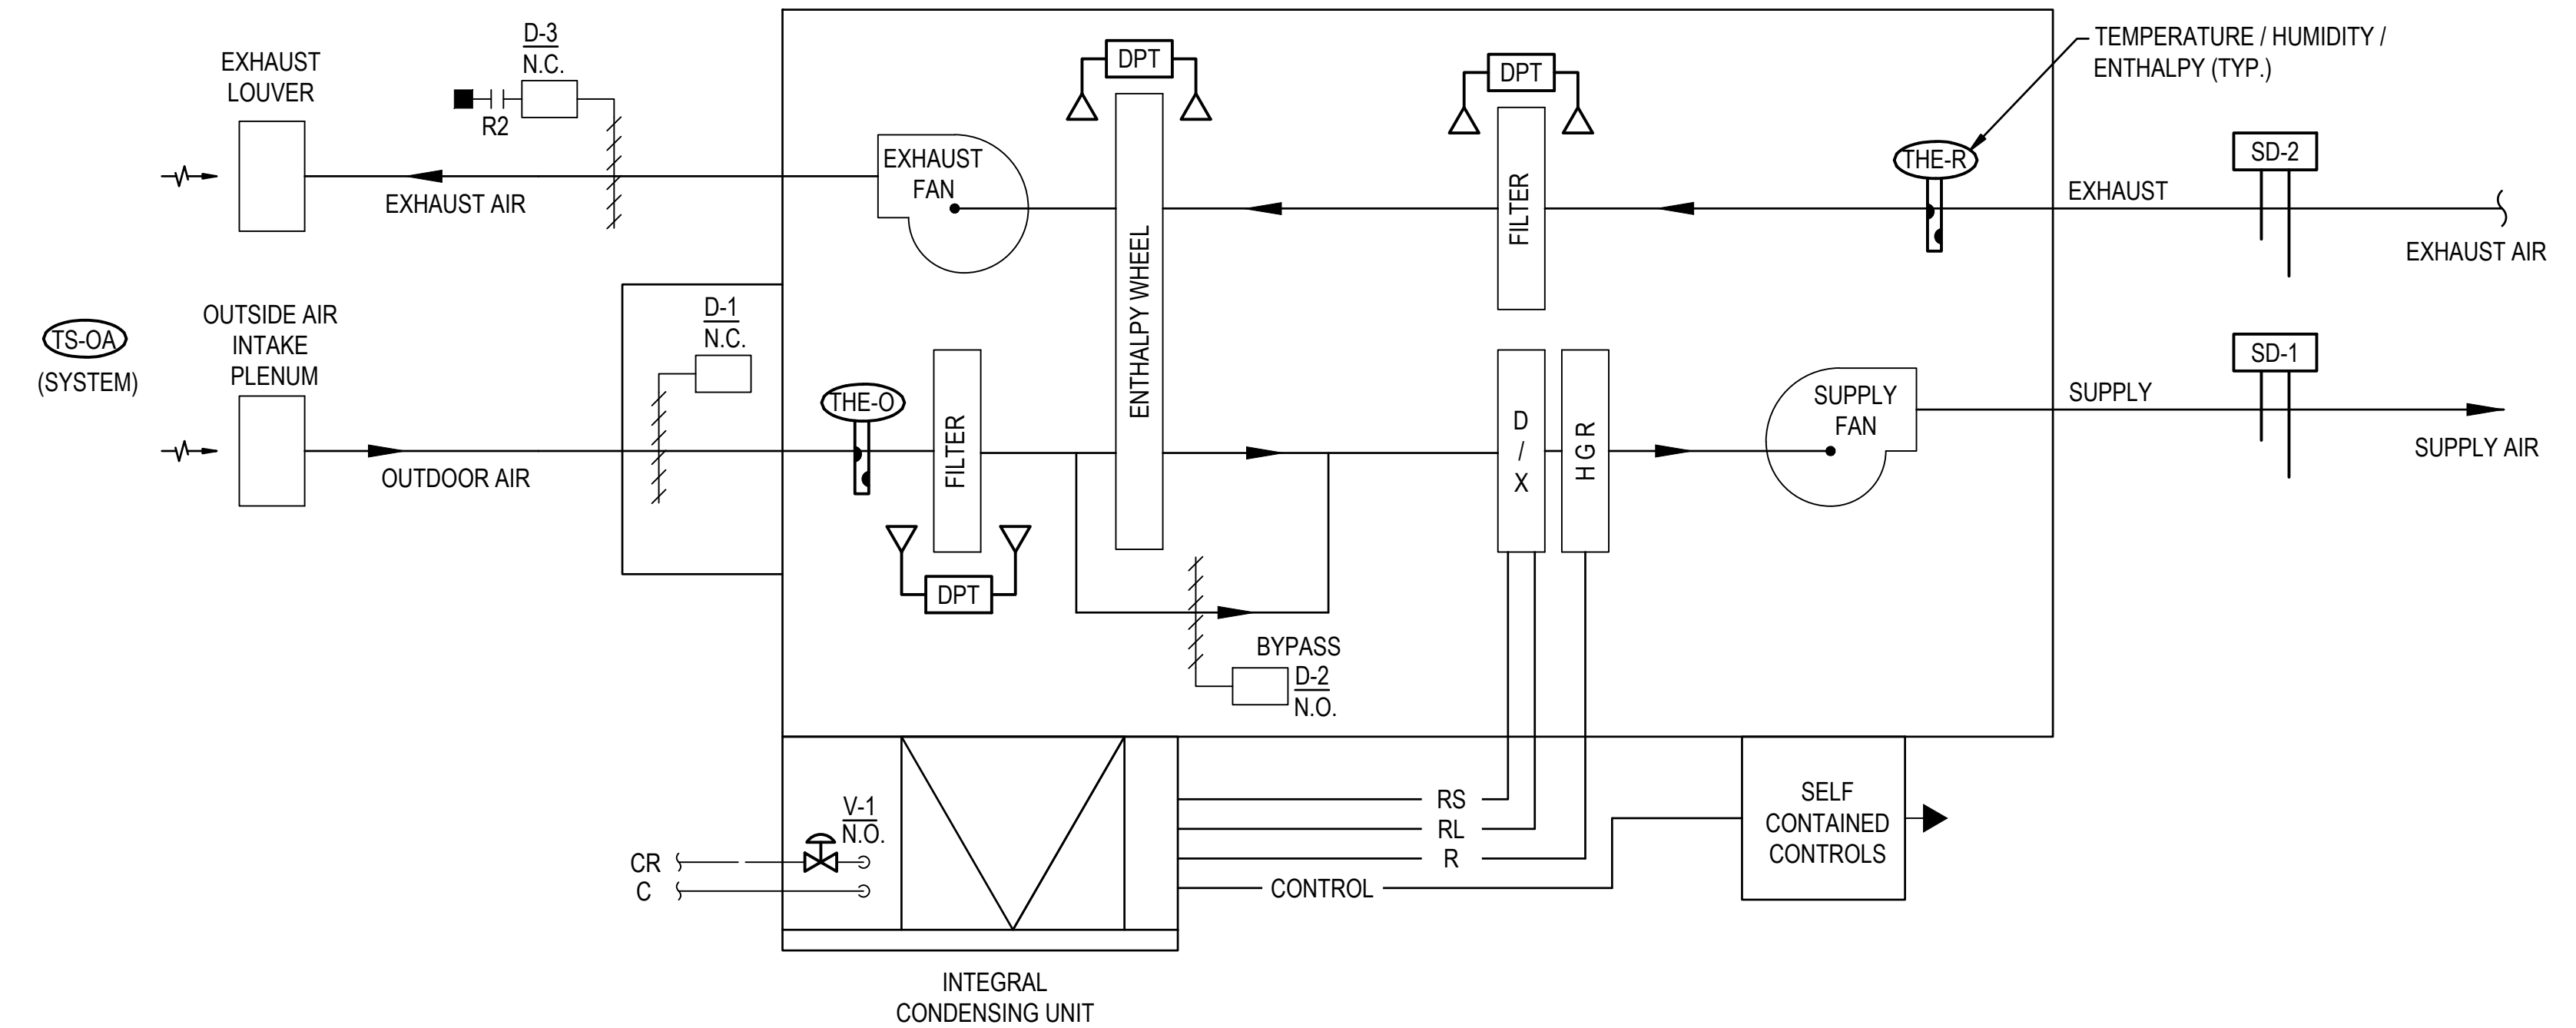 D-3
N.C.
EXHAUST
LOUVER
R2
EXHAUST AIR
EXHAUST
FAN
DPT
DPT
ENTHALPY WHEEL
FILTER
THE-R
TEMPERATURE / HUMIDITY /
ENTHALPY (TYP.)
SD-2
EXHAUST
EXHAUST AIR
TS-OA
(SYSTEM)
OUTSIDE AIR
INTAKE
PLENUM
OUTDOOR AIR
D-1
N.C.
THE-O
FILTER
DPT
BYPASS
D-2
N.O.
D
/
X
HGR
SUPPLY
FAN
SD-1
SUPPLY
SUPPLY AIR
V-1
N.O.
CR
C
RS
RL
R
CONTROL
SELF
CONTAINED
CONTROLS
INTEGRAL
CONDENSING UNIT